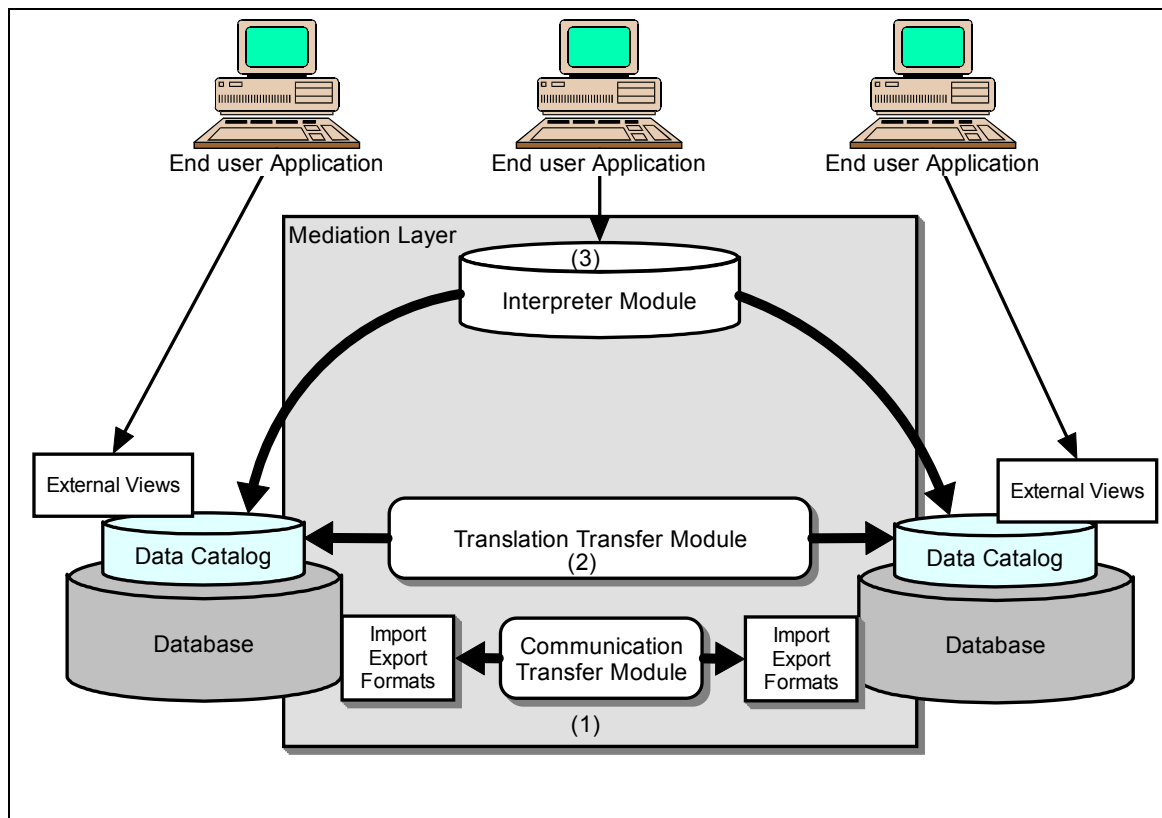 End user Application
End user Application
End user Application
Mediation Layer
(3)
Interpreter Module
External Views
External Views
Data Catalog
Translation Transfer Module
(2)
Data Catalog
Database
Import
Export
Formats
Communication
Transfer Module
Import
Export
Formats
Database
(1)